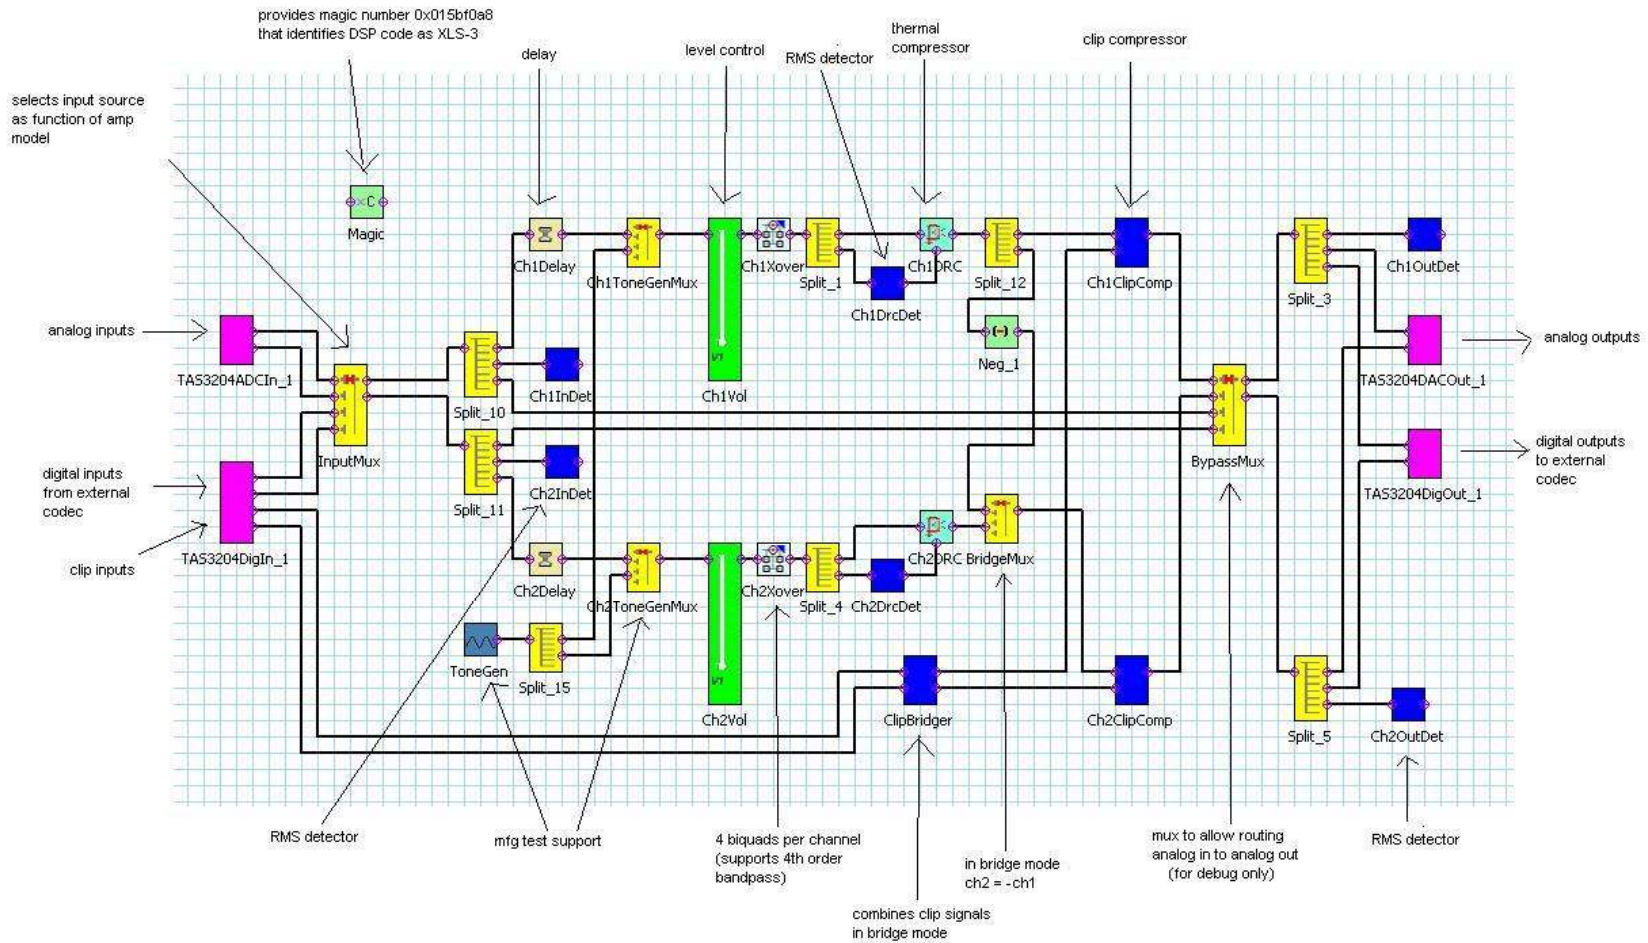 provides magic number 0x015bf0a8
that identifies DSP code as XLS-3
delay
level control
RMS detector
thermal
compressor
clip compressor
selects input source
as function of amp
model
×C
Magic
Ch1Delay
Ch1ToneGenMux
Ch1Xover
Split_1
Ch1DRC
Split_12
Ch1ClipComp
Split_3
Ch1OutDet
Ch1DrcDet
analog inputs
TAS3204ADCIn_1
InputMux
Split_10
Ch1InDet
Ch1Vol
Neg_1
TAS3204DACOut_1
analog outputs
digital inputs
from external
codec
clip inputs
TAS3204DigIn_1
Split_11
Ch2InDet
BypassMux
TAS3204DigOut_1
digital outputs
to external
codec
Ch2Delay
Ch2ToneGenMux
Ch2Xover
Split_4
Ch2DRC
BridgeMux
Ch2DrcDet
ToneGen
Split_15
Ch2Vol
ClipBridger
Ch2ClipComp
Split_5
Ch2OutDet
RMS detector
mfg test support
4 biquads per channel
(supports 4th order
bandpass)
in bridge mode
ch2 = -ch1
mux to allow routing
analog in to analog out
(for debug only)
RMS detector
combines clip signals
in bridge mode